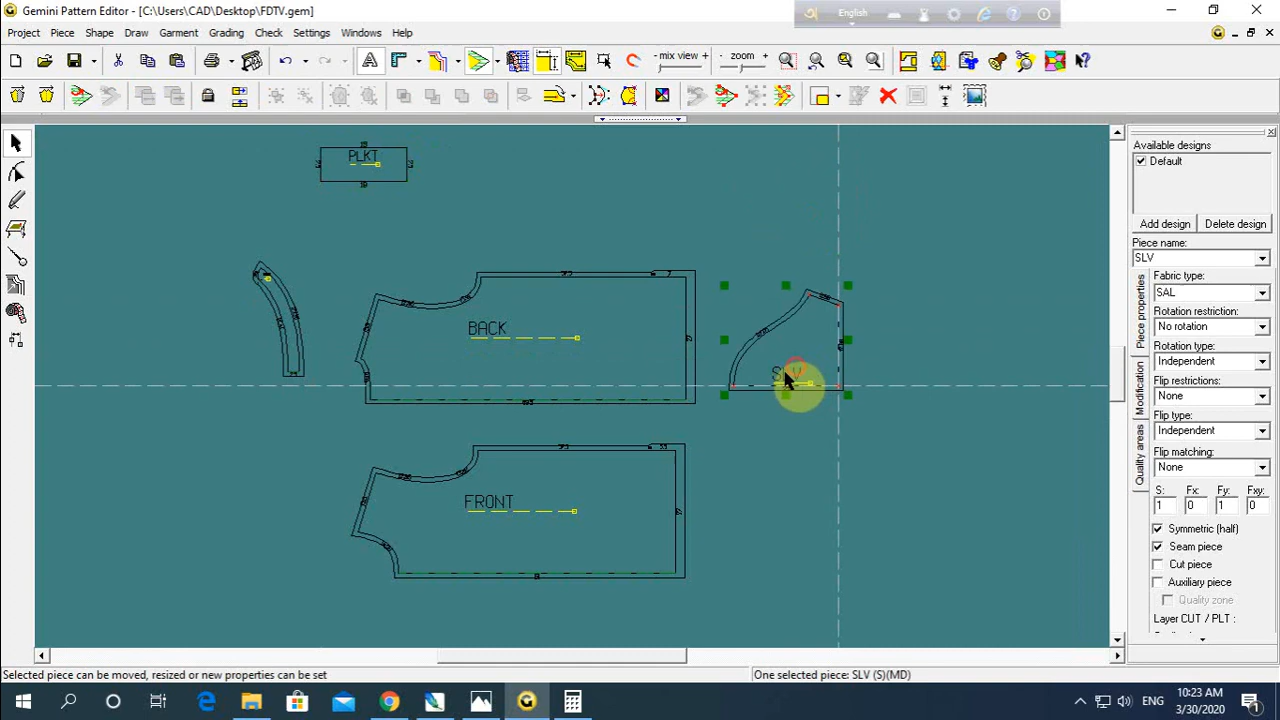 Gemini Pattern Editor - [C:\Users\CAD\Desktop\FDTV.gem]
English
Project Piece Shape Draw Garment Grading Check Settings Windows Help
mix view
zoom
PLKT
BACK
SLV
FRONT
Available designs
Default
Add design Delete design
Piece name:
SLV
Fabric type:
SAL
Rotation restriction:
No rotation
Rotation type:
Independent
Flip restrictions:
None
Flip type:
Independent
Flip matching:
None
S: Fx: Fy: Fxy:
1 0 1 0
Symmetric (half)
Seam piece
Cut piece
Auxiliary piece
Quality zone
Layer CUT / PLT :
Piece properties
Modification
Quality areas
Selected piece can be moved, resized or new properties can be set
One selected piece: SLV (S)(MD)
ENG
10:23 AM
3/30/2020